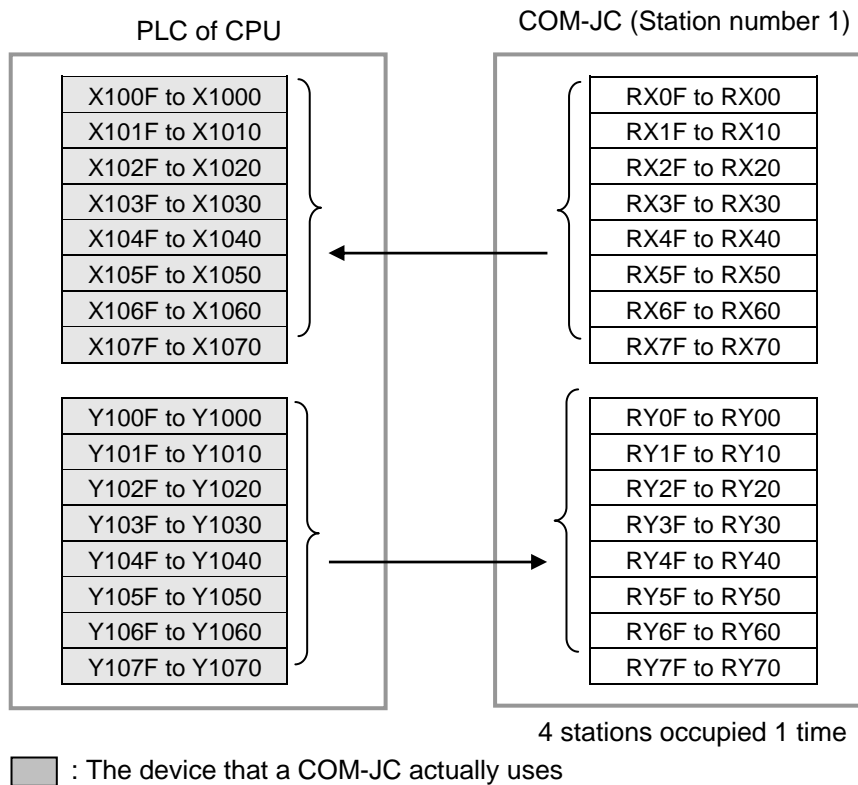 PLC of CPU
COM-JC (Station number 1)
X100F to X1000
X101F to X1010
X102F to X1020
X103F to X1030
X104F to X1040
X105F to X1050
X106F to X1060
X107F to X1070
RX0F to RX00
RX1F to RX10
RX2F to RX20
RX3F to RX30
RX4F to RX40
RX5F to RX50
RX6F to RX60
RX7F to RX70
Y100F to Y1000
Y101F to Y1010
Y102F to Y1020
Y103F to Y1030
Y104F to Y1040
Y105F to Y1050
Y106F to Y1060
Y107F to Y1070
RY0F to RY00
RY1F to RY10
RY2F to RY20
RY3F to RY30
RY4F to RY40
RY5F to RY50
RY6F to RY60
RY7F to RY70
4 stations occupied 1 time
: The device that a COM-JC actually uses